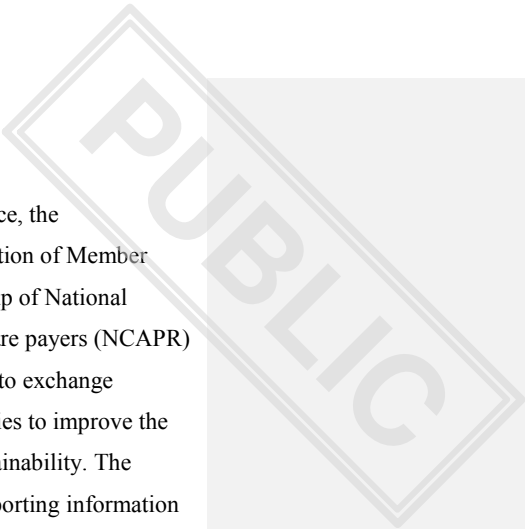 ce, the
tion of Member
p of National
re payers (NCAPR)
to exchange
ies to improve the
inability. The
porting information
PUBLIC